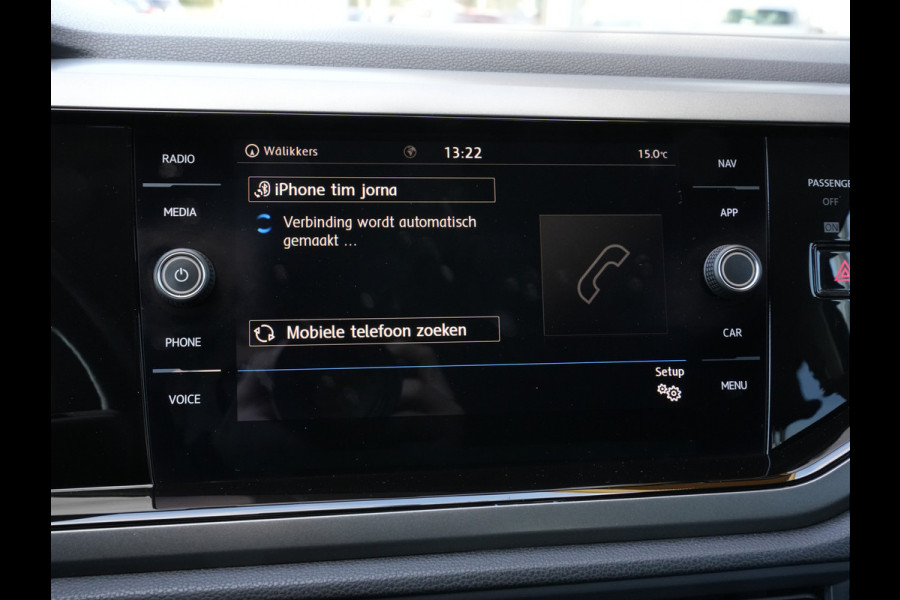 Wâlikkers 13:22 15.0°C
RADIO
MEDIA
PHONE
VOICE
iPhone tim jorna
Verbinding wordt automatisch
gemaakt ...
Mobiele telefoon zoeken
Setup
NAV
APP
CAR
MENU
PASSENGE
OFF
ON